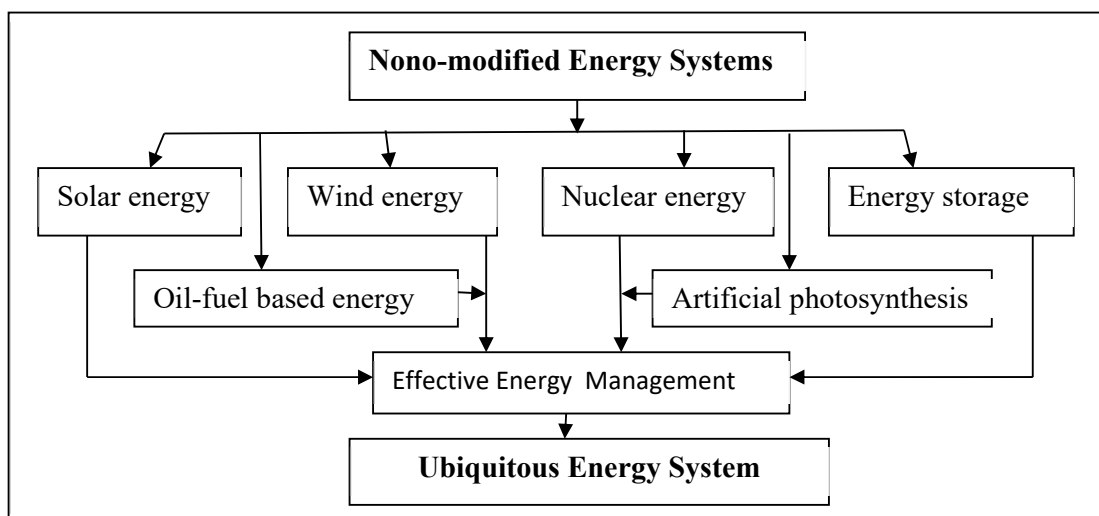 Nono-modified Energy Systems
Solar energy
Wind energy
Nuclear energy
Energy storage
Oil-fuel based energy
Artificial photosynthesis
Effective Energy Management
Ubiquitous Energy System